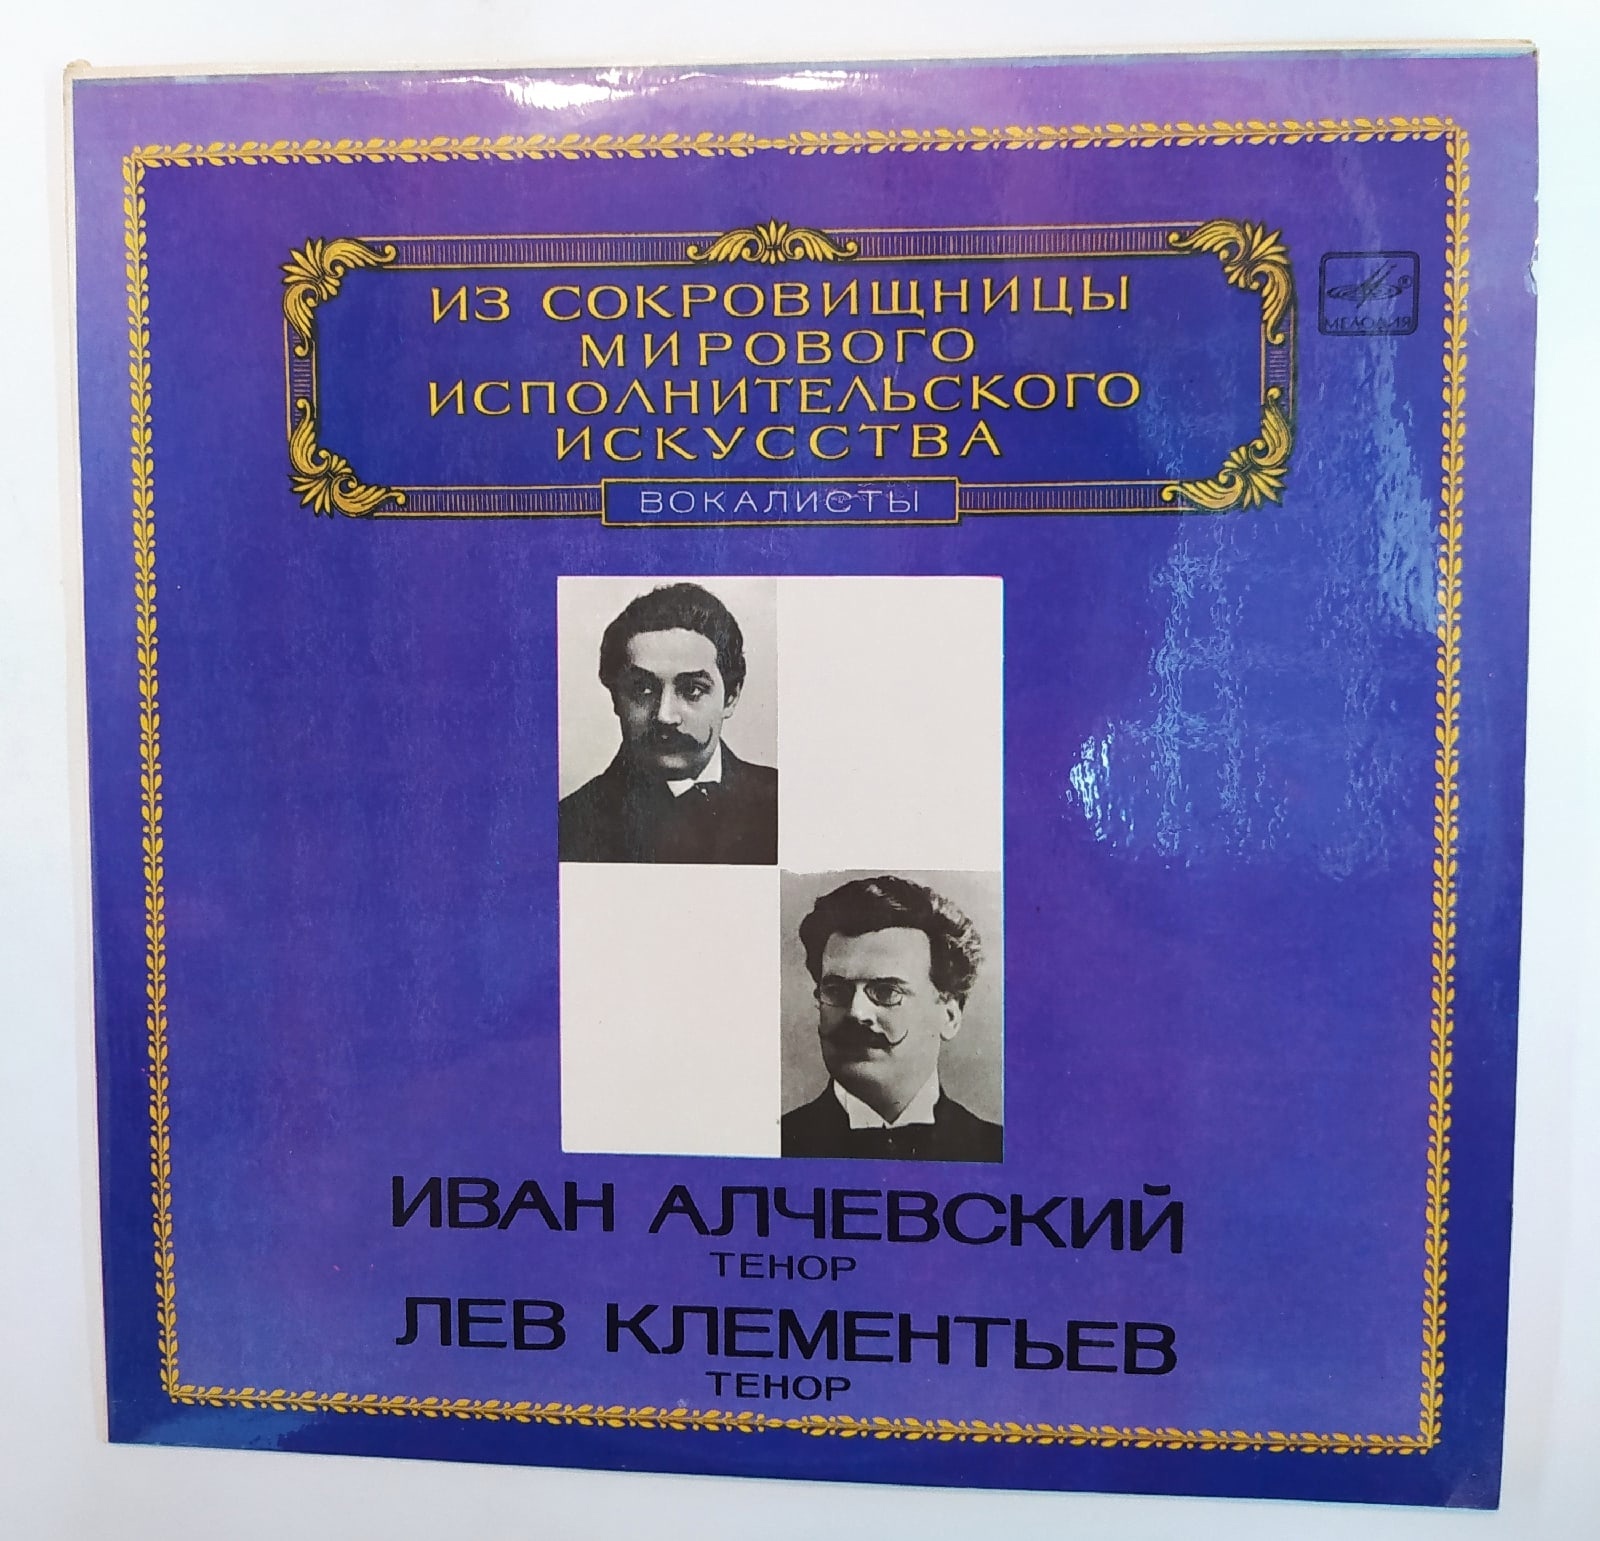 ИЗ СОКРОВИЩНИЦЫ
МИРОВОГО
ИСПОЛНИТЕЛЬСКОГО
ИСКУССТВА
ВОКАЛИСТЫ
®
МЕЛОДИЯ
ИВАН АЛЧЕВСКИЙ
ТЕНОР
ЛЕВ КЛЕМЕНТЬЕВ
ТЕНОР